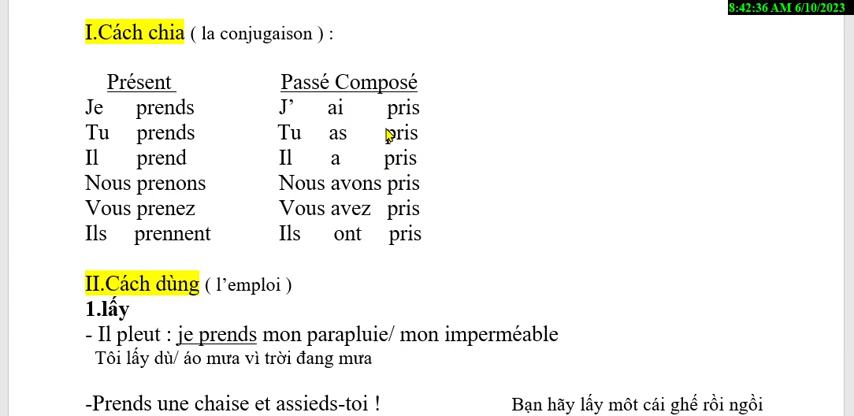 8:42:36 AM 6/10/2023
I.Cách chia ( la conjugaison ) :
Présent Passé Composé
Je prends J’ ai pris
Tu prends Tu as pris
Il prend Il a pris
Nous prenons Nous avons pris
Vous prenez Vous avez pris
Ils prennent Ils ont pris
II.Cách dùng ( l’emploi )
1.lấy
- Il pleut : je prends mon parapluie/ mon imperméable
Tôi lấy dù/ áo mưa vì trời đang mưa
-Prends une chaise et assieds-toi ! Bạn hãy lấy môt cái ghế rồi ngồi